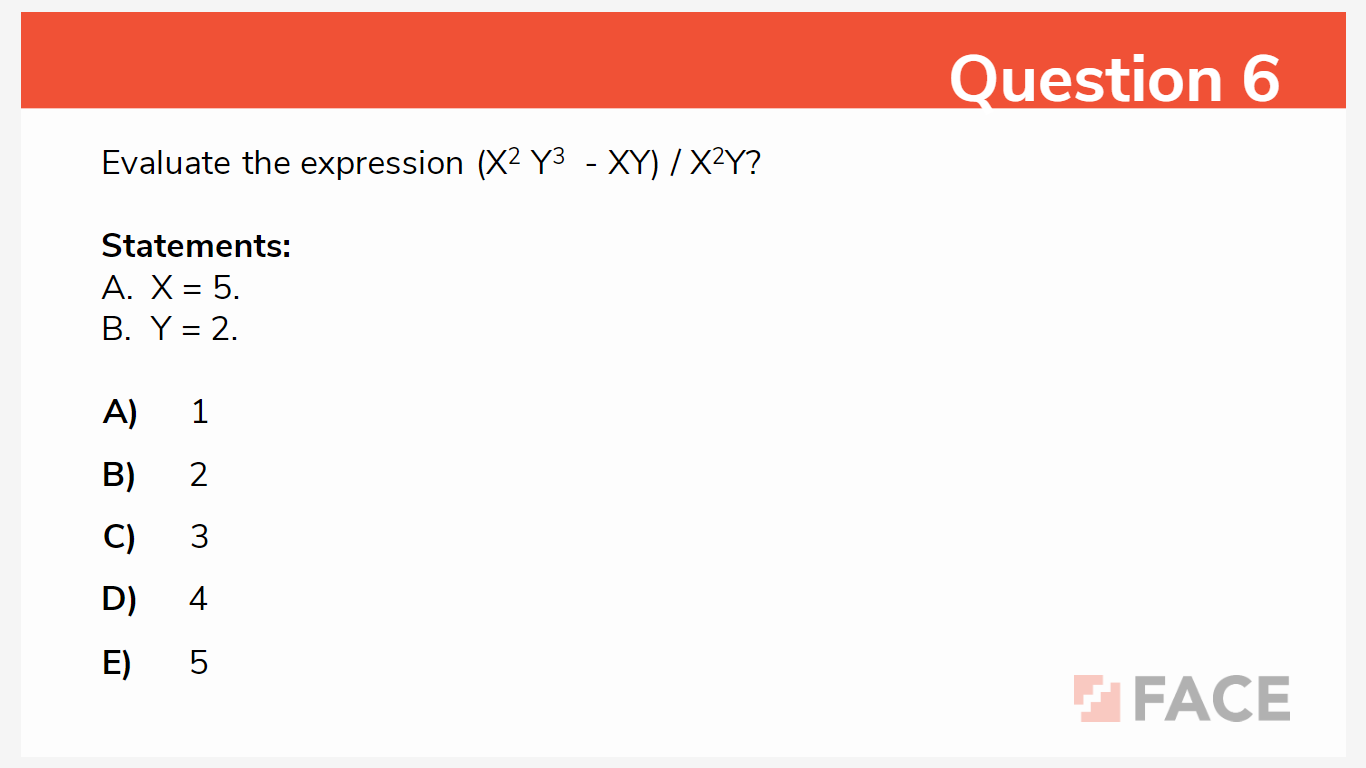 Question 6
Evaluate the expression (X² Y³ - XY) / X²Y?
Statements:
A. X = 5.
B. Y = 2.
A) 1
B) 2
C) 3
D) 4
E) 5
FACE